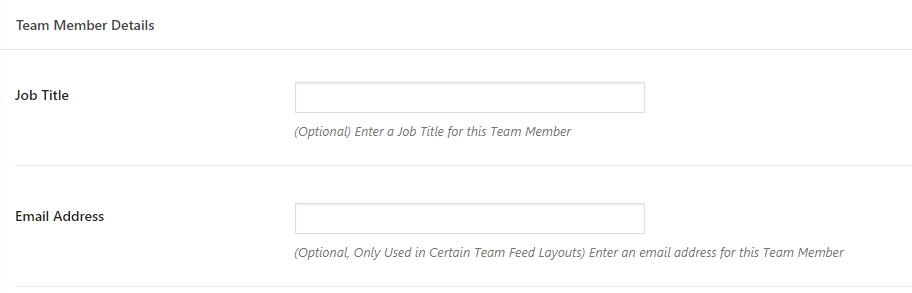 Team Member Details
Job Title
(Optional) Enter a Job Title for this Team Member
Email Address
(Optional, Only Used in Certain Team Feed Layouts) Enter an email address for this Team Member